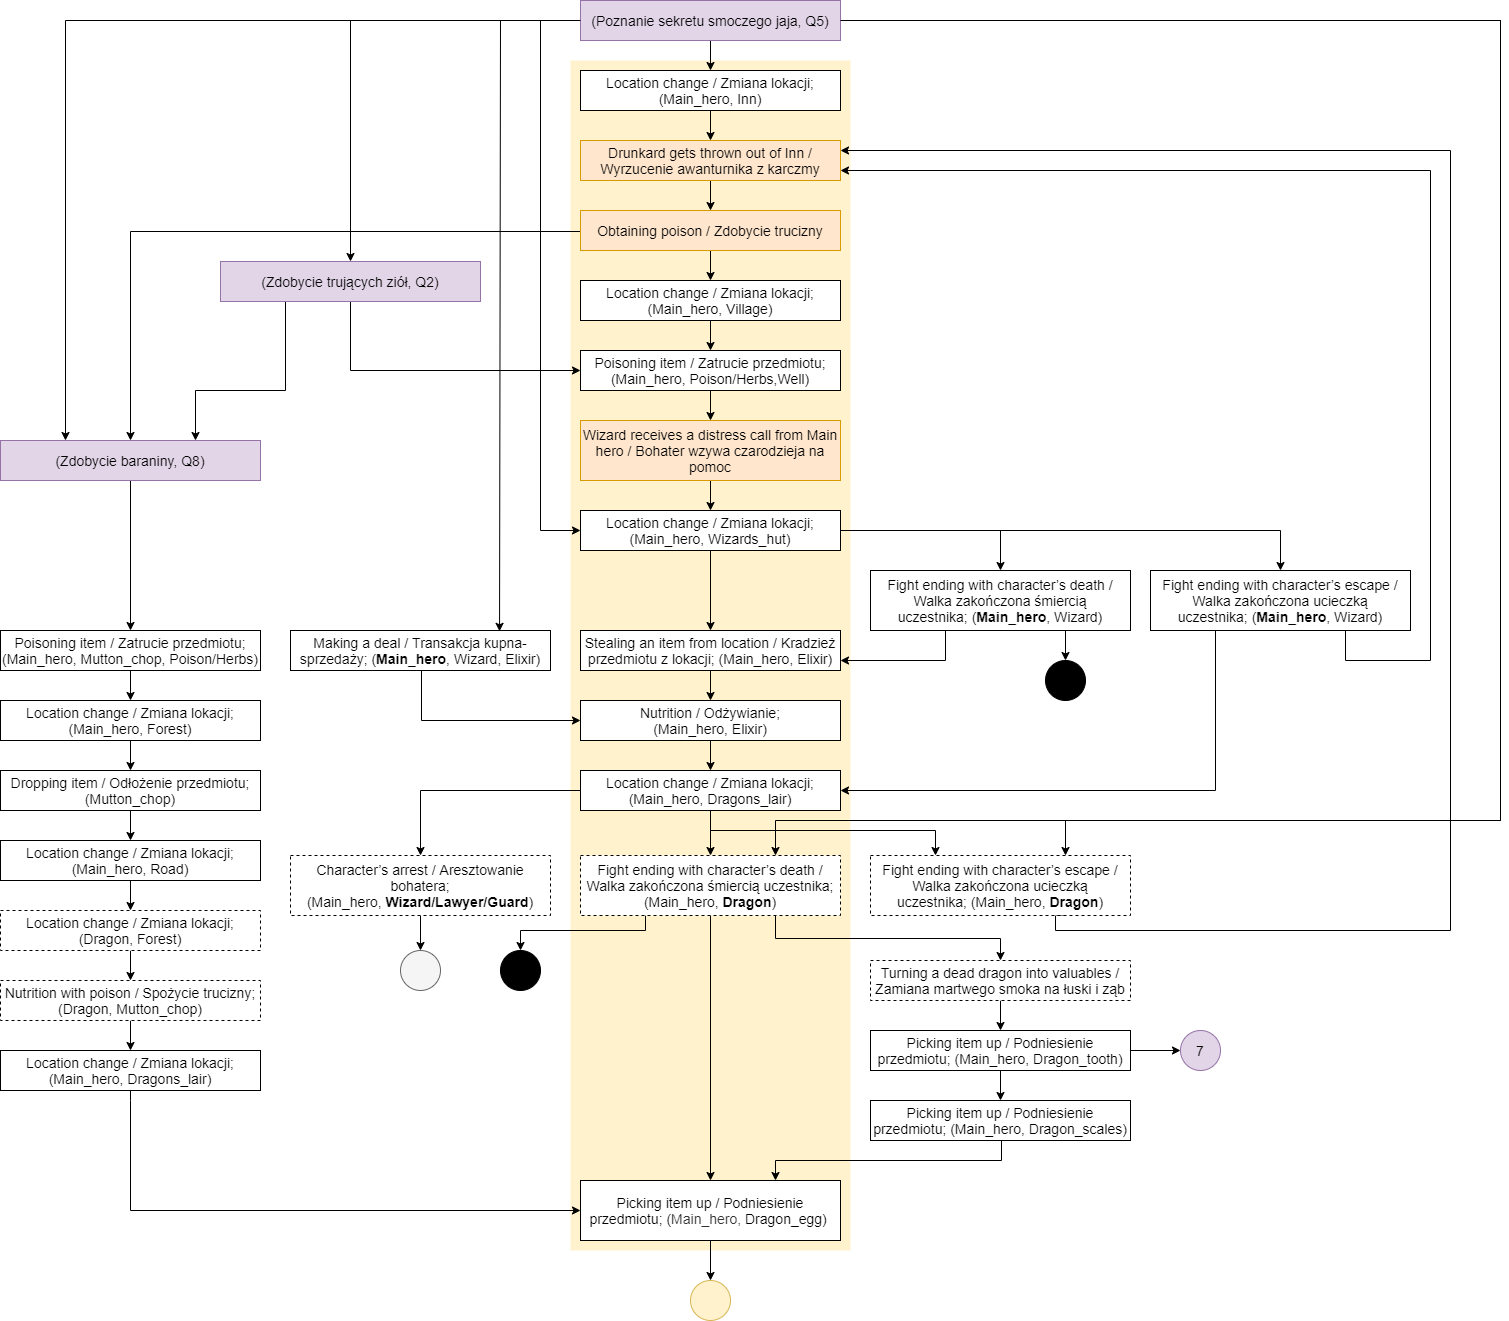 (Poznanie sekretu smoczego jaja, Q5)
Location change / Zmiana lokacji;
(Main_hero, Inn)
Drunkard gets thrown out of Inn /
Wyrzucenie awanturnika z karczmy
Obtaining poison / Zdobycie trucizny
(Zdobycie trujących ziół, Q2)
Location change / Zmiana lokacji;
(Main_hero, Village)
Poisoning item / Zatrucie przedmiotu;
(Main_hero, Poison/Herbs,Well)
Wizard receives a distress call from Main
hero / Bohater wzywa czarodzieja na
pomoc
(Zdobycie baraniny, Q8)
Location change / Zmiana lokacji;
(Main_hero, Wizards_hut)
Fight ending with character's death /
Walka zakończona śmiercią
uczestnika; (Main_hero, Wizard)
Fight ending with character's escape /
Walka zakończona ucieczką
uczestnika; (Main_hero, Wizard)
Poisoning item / Zatrucie przedmiotu;
(Main_hero, Mutton_chop, Poison/Herbs)
Making a deal / Transakcja kupna-
sprzedaży; (Main_hero, Wizard, Elixir)
Stealing an item from location / Kradzież
przedmiotu z lokacji; (Main_hero, Elixir)
Location change / Zmiana lokacji;
(Main_hero, Forest)
Nutrition / Odżywianie;
(Main_hero, Elixir)
Dropping item / Odłożenie przedmiotu;
(Mutton_chop)
Location change / Zmiana lokacji;
(Main_hero, Dragons_lair)
Location change / Zmiana lokacji;
(Main_hero, Road)
Character's arrest / Aresztowanie
bohatera;
(Main_hero, Wizard/Lawyer/Guard)
Fight ending with character's death /
Walka zakończona śmiercią uczestnika;
(Main_hero, Dragon)
Fight ending with character's escape /
Walka zakończona ucieczką
uczestnika; (Main_hero, Dragon)
Location change / Zmiana lokacji;
(Dragon, Forest)
Turning a dead dragon into valuables /
Zamiana martwego smoka na łuski i ząb
Nutrition with poison / Spożycie trucizny;
(Dragon, Mutton_chop)
Picking item up / Podniesienie
przedmiotu; (Main_hero, Dragon_tooth)
7
Location change / Zmiana lokacji;
(Main_hero, Dragons_lair)
Picking item up / Podniesienie
przedmiotu; (Main_hero, Dragon_scales)
Picking item up / Podniesienie
przedmiotu; (Main_hero, Dragon_egg)